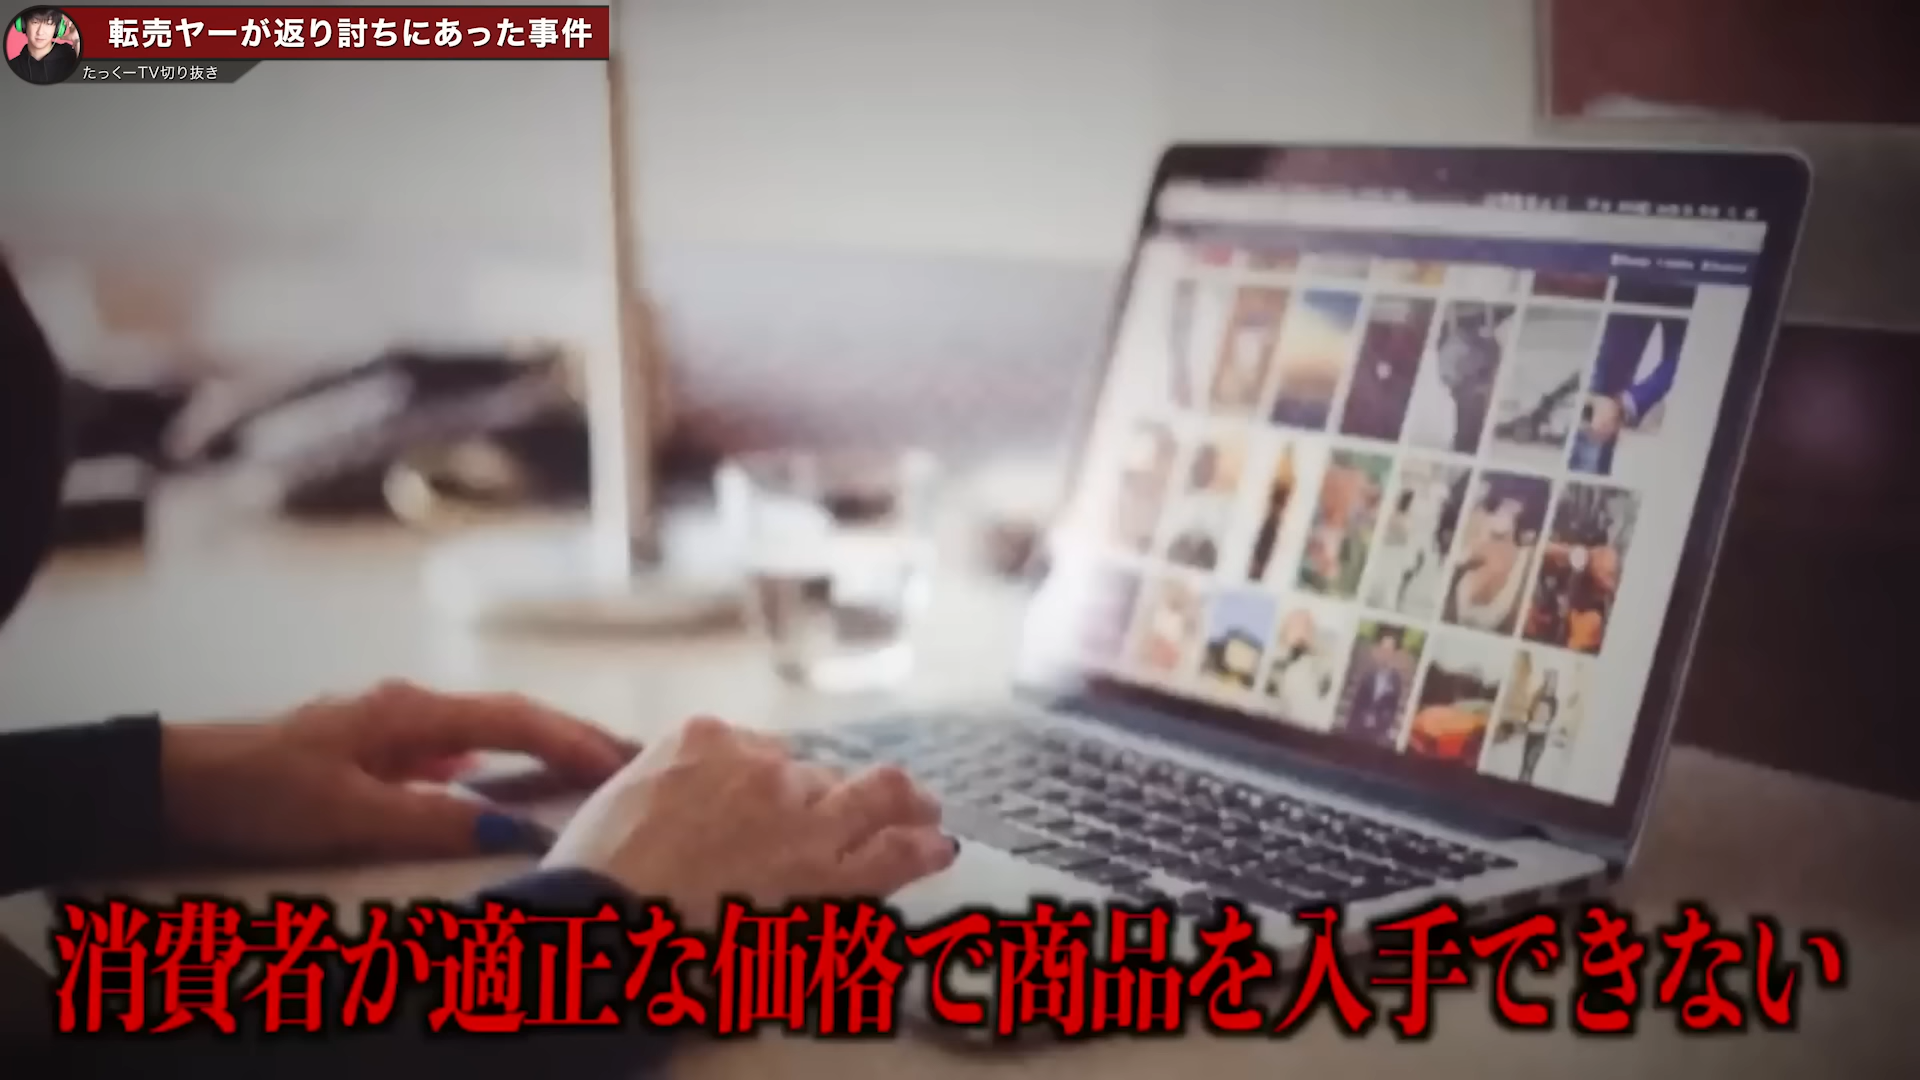 転売ヤーが返り討ちにあった事件
たっくーTV切り抜き
消費者が適正な価格で商品を入手できない